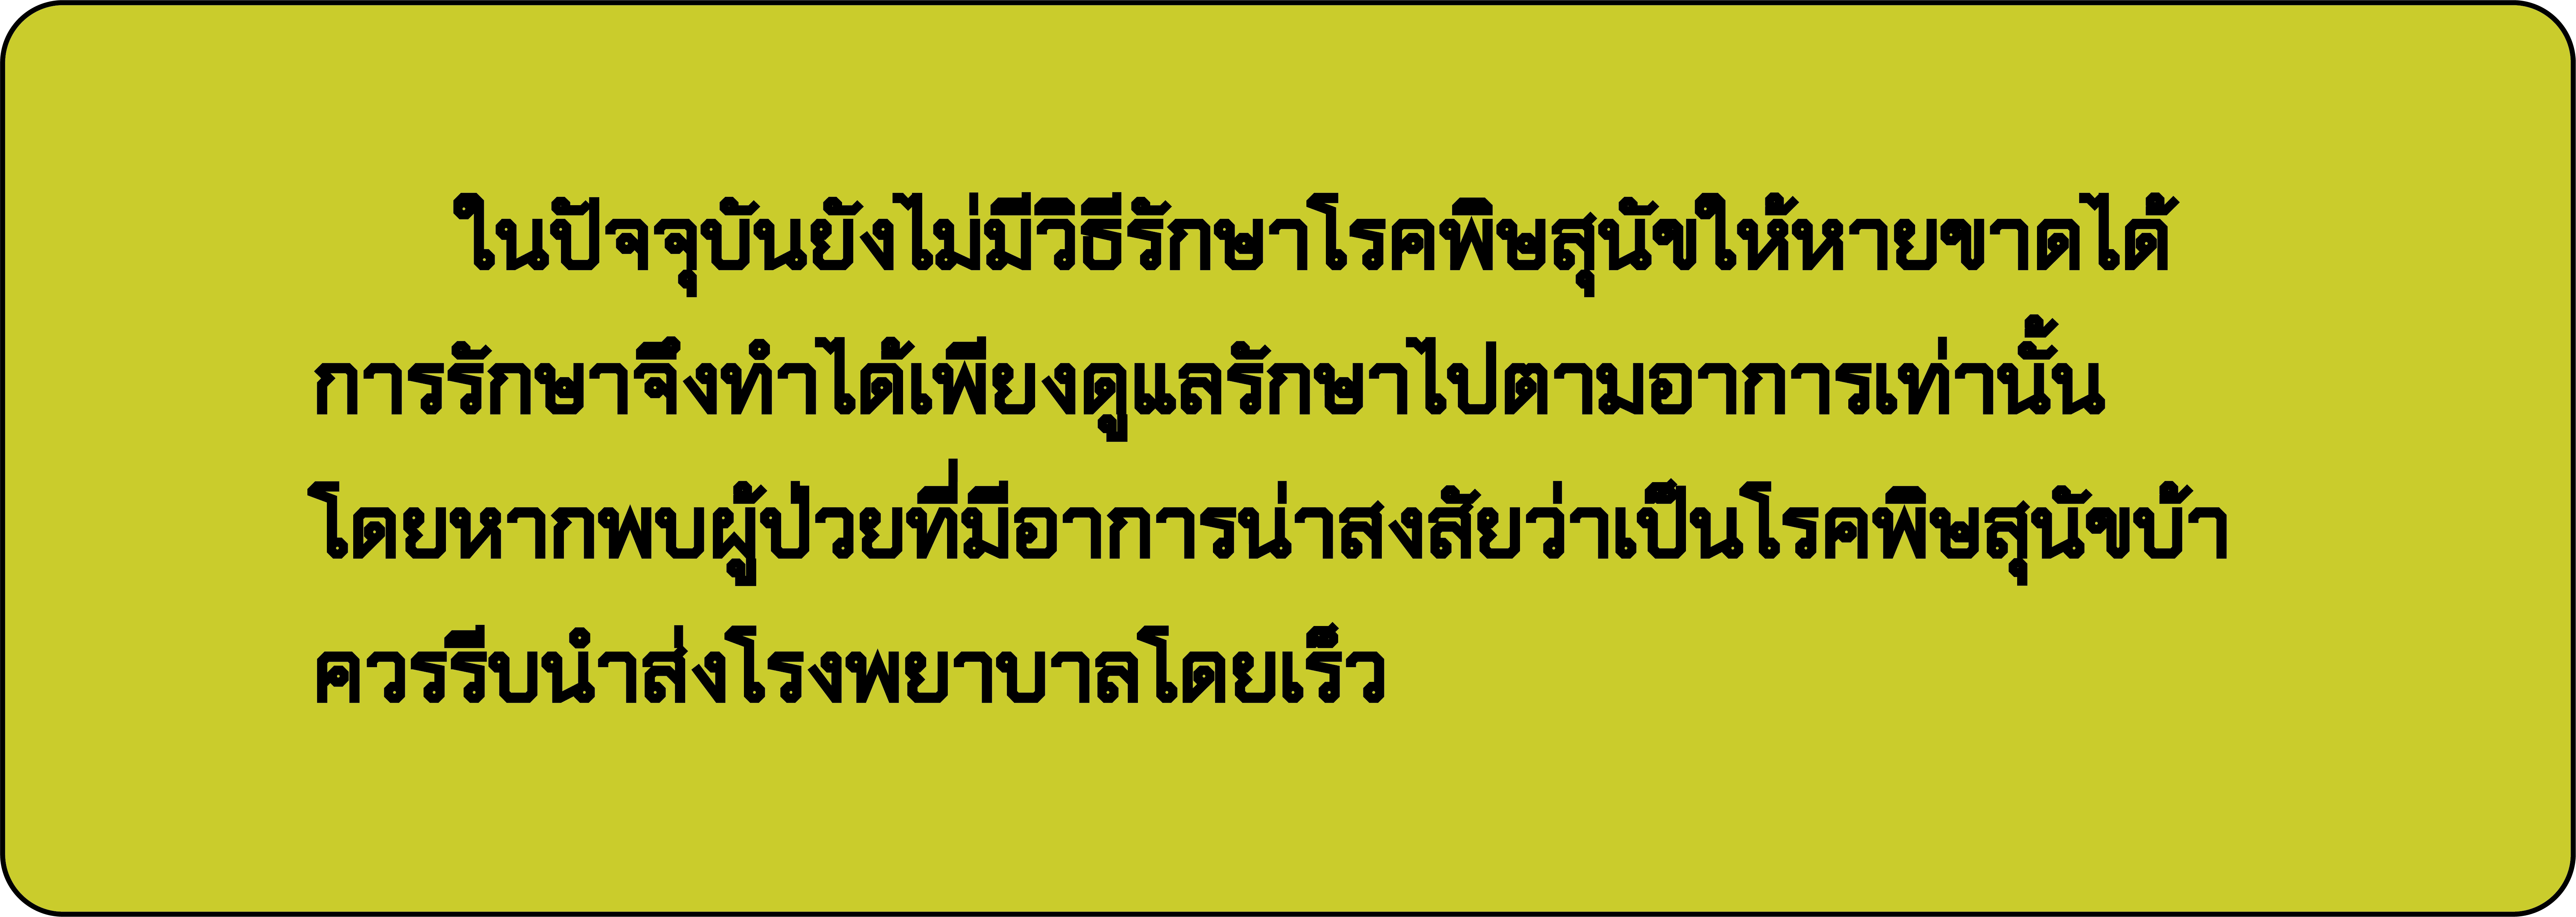 ในปัจจุบันยังไม่มีวิธีรักษาโรคพิษสุนัขให้หายขาดได้
การรักษาจึงทำได้เพียงดูแลรักษาไปตามอาการเท่านั้น
โดยหากพบผู้ป่วยที่มีอาการน่าสงสัยว่าเป็นโรคพิษสุนัขบ้า
ควรรีบนำส่งโรงพยาบาลโดยเร็ว